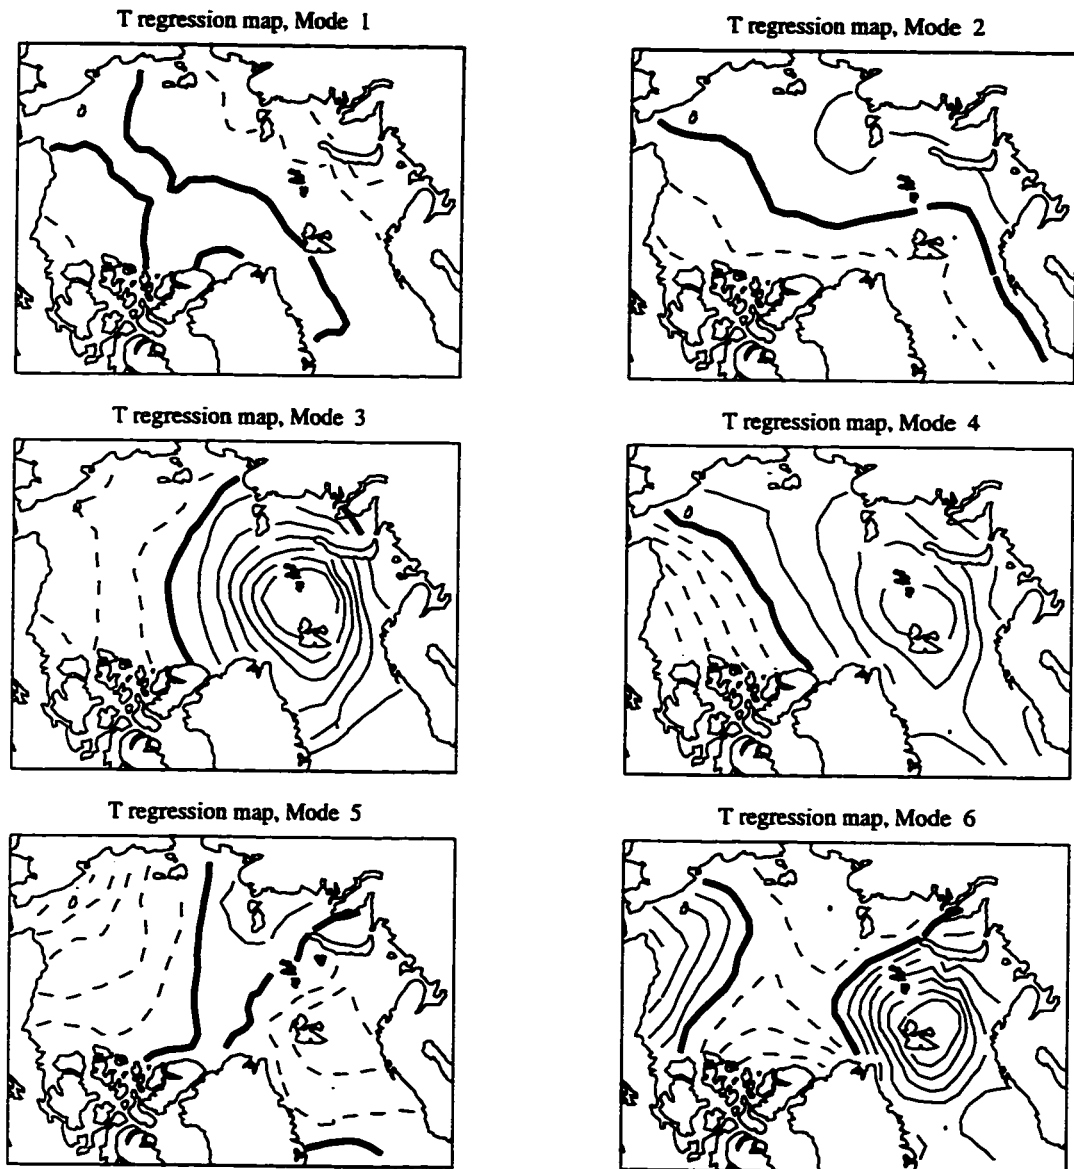 T regression map, Mode 1
T regression map, Mode 2
T regression map, Mode 3
T regression map, Mode 4
T regression map, Mode 5
T regression map, Mode 6